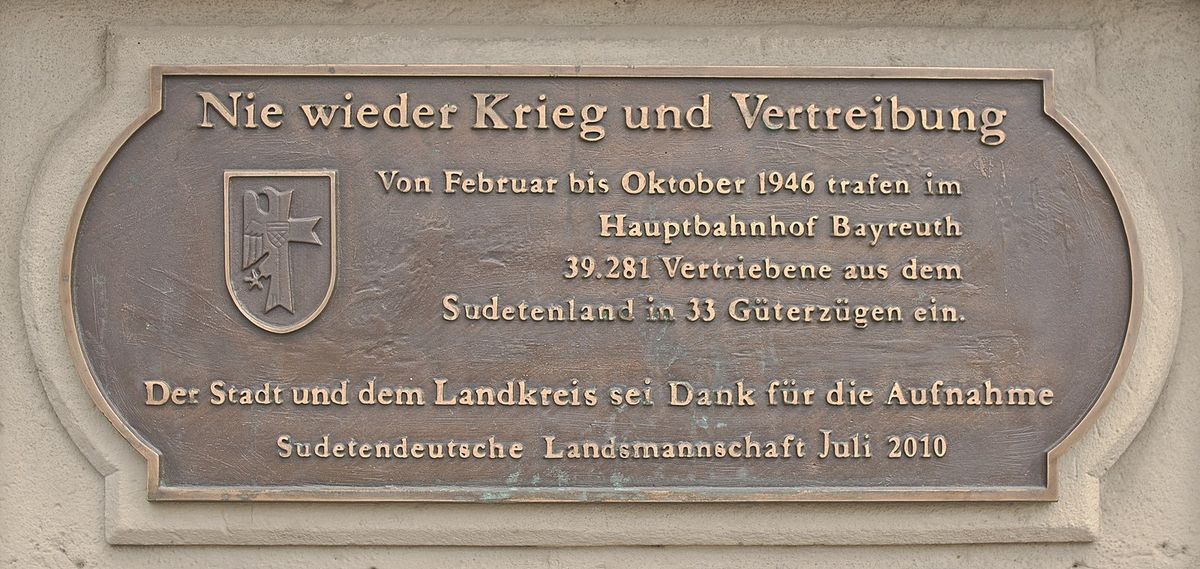 Nie wieder Krieg und Vertreibung
Von Februar bis Oktober 1946 trafen im
Hauptbahnhof Bayreuth
39.281 Vertriebene aus dem
Sudetenland in 33 Güterzügen ein.
Der Stadt und dem Landkreis sei Dank für die Aufnahme
Sudetendeutsche Landsmannschaft Juli 2010